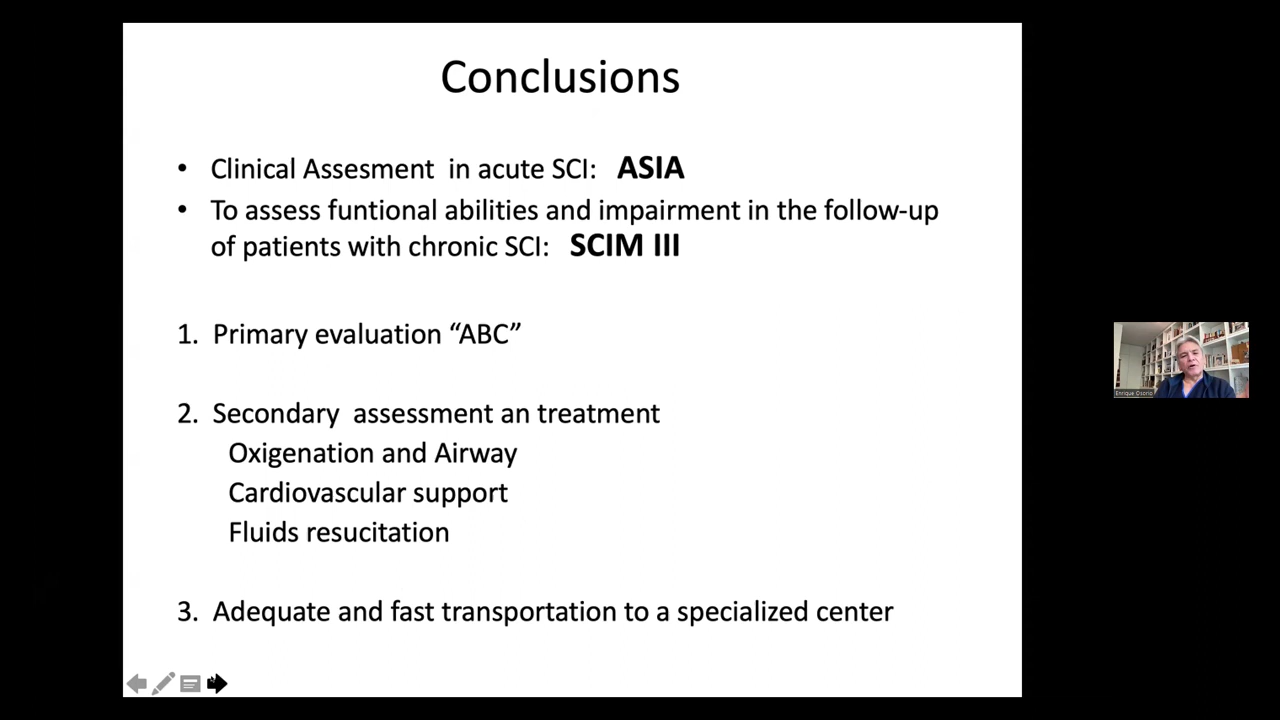 Conclusions
• Clinical Assesment in acute SCI: ASIA
• To assess funtional abilities and impairment in the follow-up
of patients with chronic SCI: SCIM III
1. Primary evaluation “ABC”
2. Secondary assessment an treatment
Oxigenation and Airway
Cardiovascular support
Fluids resucitation
3. Adequate and fast transportation to a specialized center
Enrique Osorio